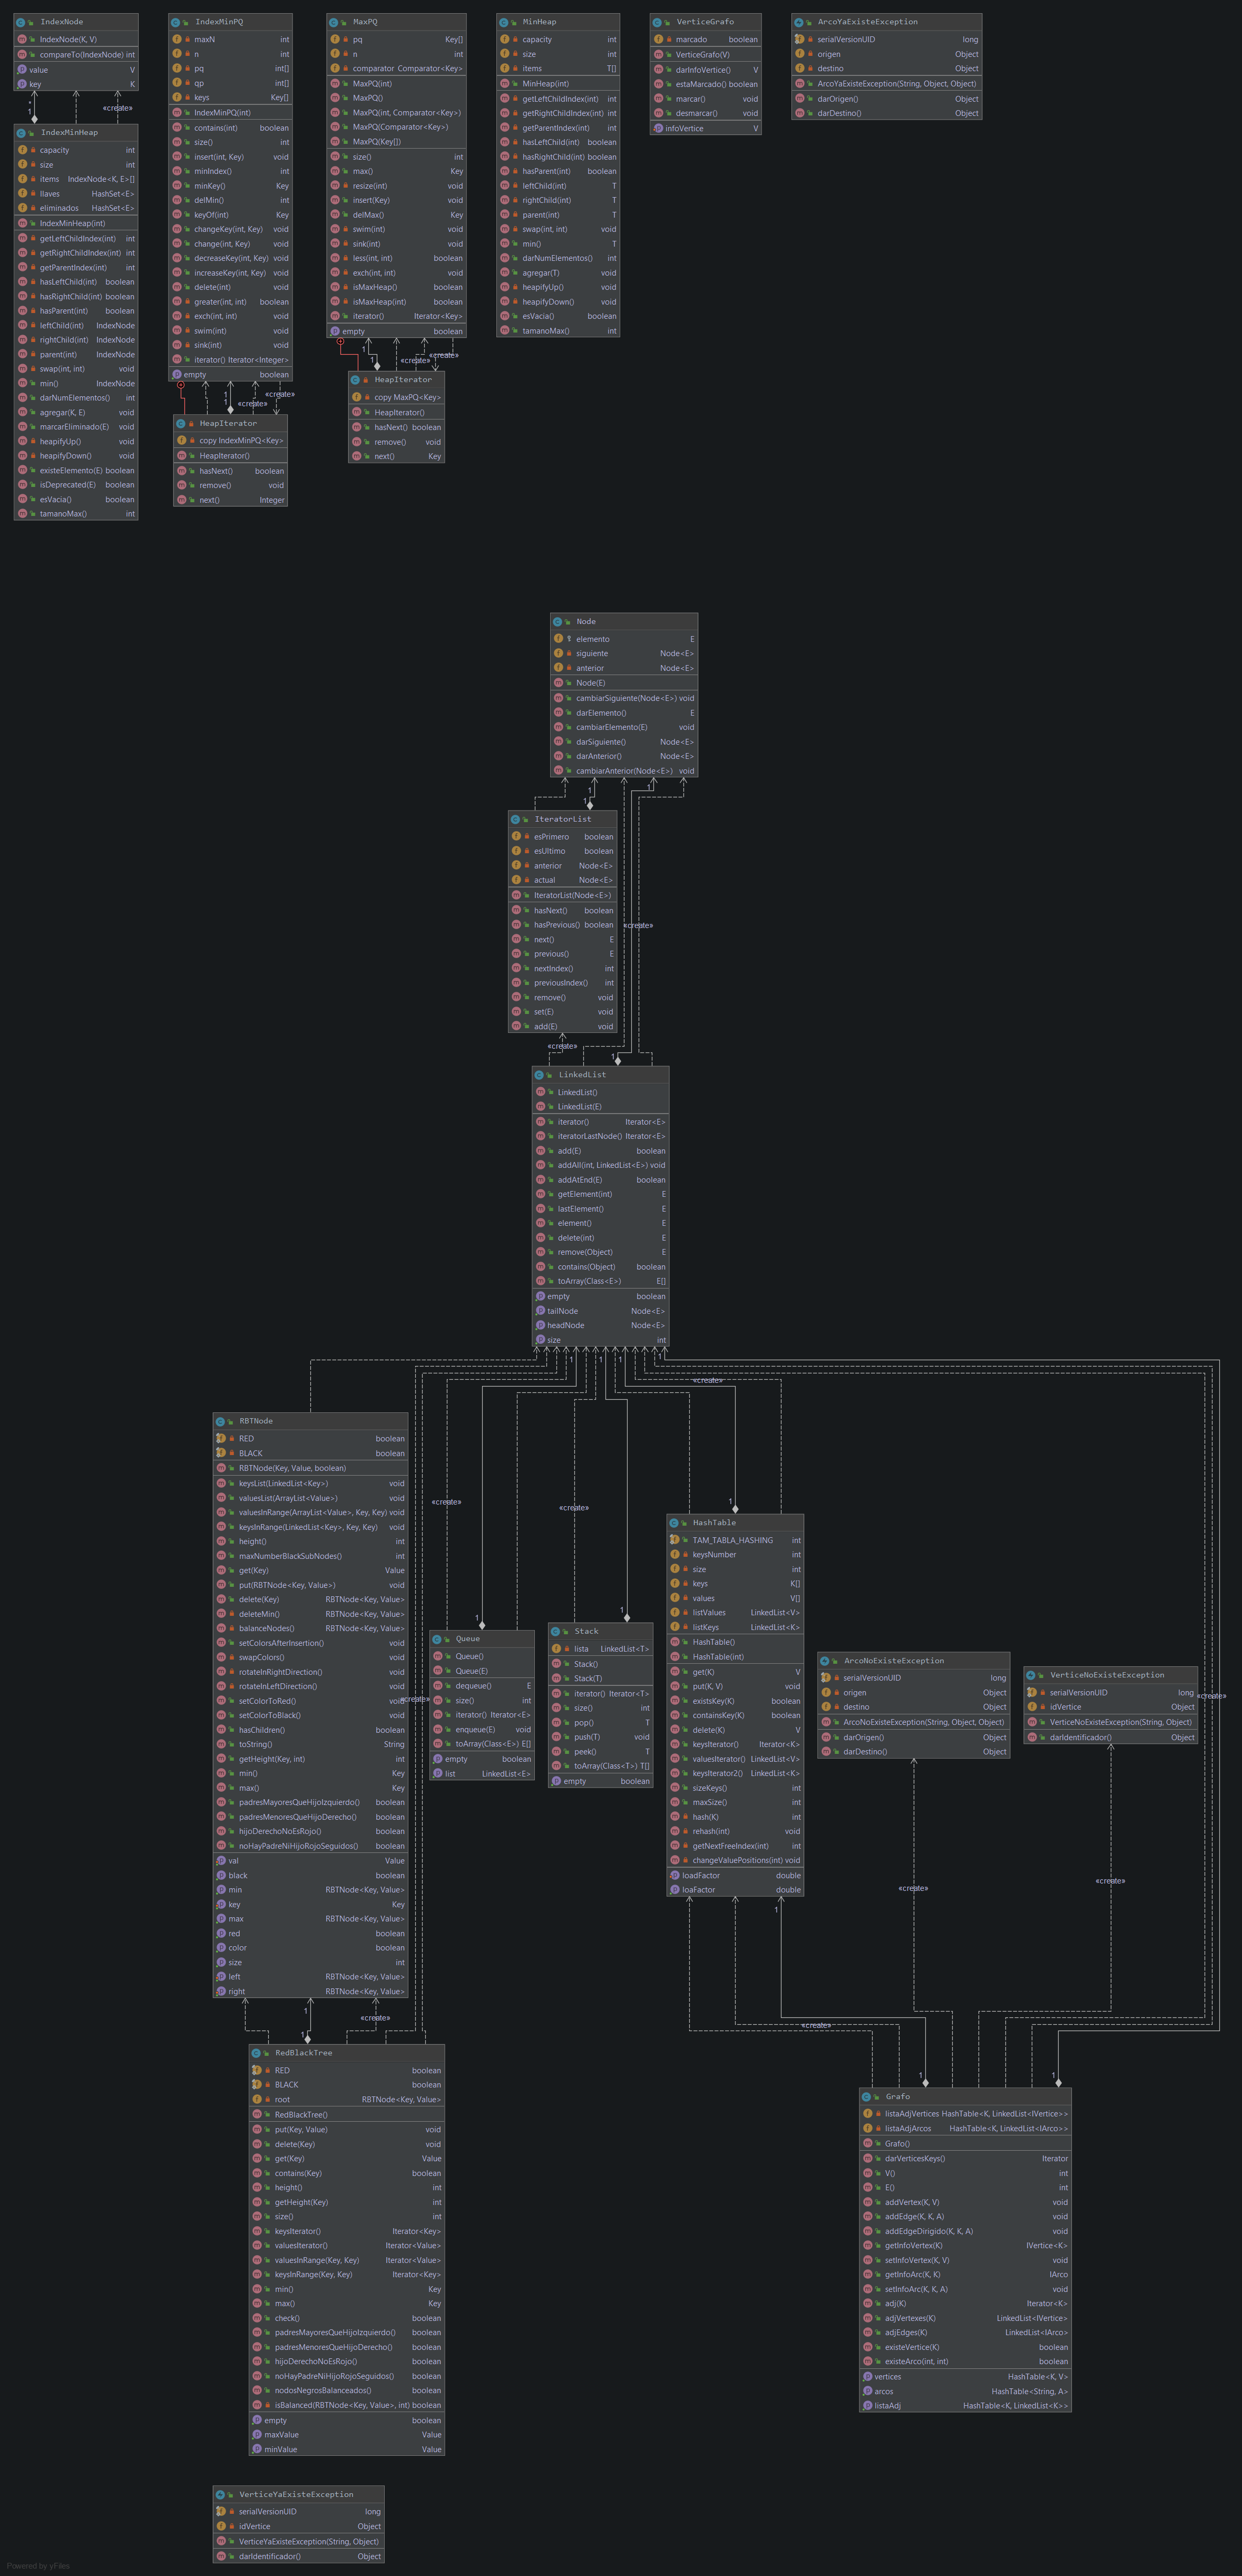 IndexNode
IndexNode(K, V)
compareTo(IndexNode) int
value V
key K
IndexMinPQ
maxN int
n int
pq int[]
qp int[]
keys Key[]
IndexMinPQ(int)
contains(int) boolean
size() int
insert(int, Key) void
minIndex() int
minKey() Key
delMin() int
keyOf(int) Key
changeKey(int, Key) void
change(int, Key) void
decreaseKey(int, Key) void
increaseKey(int, Key) void
delete(int) void
greater(int, int) boolean
exch(int, int) void
swim(int) void
sink(int) void
iterator() Iterator<Integer>
empty boolean
MaxPQ
pq Key[]
n int
comparator Comparator<Key>
MaxPQ(int)
MaxPQ()
MaxPQ(int, Comparator<Key>)
MaxPQ(Comparator<Key>)
MaxPQ(Key[])
size() int
max() Key
resize(int) void
insert(Key) void
delMax() Key
swim(int) void
sink(int) void
less(int, int) boolean
exch(int, int) void
isMaxHeap() boolean
isMaxHeap(int) boolean
iterator() Iterator<Key>
empty boolean
MinHeap
capacity int
size int
items T[]
MinHeap(int)
getLeftChildIndex(int) int
getRightChildIndex(int) int
getParentIndex(int) int
hasLeftChild(int) boolean
hasRightChild(int) boolean
hasParent(int) boolean
leftChild(int) T
rightChild(int) T
parent(int) T
swap(int, int) void
min() T
darNumElementos() int
agregar(T) void
heapifyUp() void
heapifyDown() void
esVacia() boolean
tamanoMax() int
VerticeGrafo
marcado boolean
VerticeGrafo(V)
darInfoVertice() V
estaMarcado() boolean
marcar() void
desmarcar() void
infoVertice V
ArcoYaExisteException
serialVersionUID long
origen Object
destino Object
ArcoYaExisteException(String, Object, Object)
darOrigen() Object
darDestino() Object
*
1
«create»
IndexMinHeap
capacity int
size int
items IndexNode<K, E>[]
llaves HashSet<E>
eliminados HashSet<E>
IndexMinHeap(int)
getLeftChildIndex(int) int
getRightChildIndex(int) int
getParentIndex(int) int
hasLeftChild(int) boolean
hasRightChild(int) boolean
hasParent(int) boolean
leftChild(int) IndexNode
rightChild(int) IndexNode
parent(int) IndexNode
swap(int, int) void
min() IndexNode
darNumElementos() int
agregar(K, E) void
marcarEliminado(E) void
heapifyUp() void
heapifyDown() void
existeElemento(E) boolean
isDeprecated(E) boolean
esVacia() boolean
tamanoMax() int
1
1
«create»
«create»
HeapIterator
copy IndexMinPQ<Key>
HeapIterator()
hasNext() boolean
remove() void
next() Integer
1
1
«create»
«create»
HeapIterator
copy MaxPQ<Key>
HeapIterator()
hasNext() boolean
remove() void
next() Key
Node
elemento E
siguiente Node<E>
anterior Node<E>
Node(E)
cambiarSiguiente(Node<E>) void
darElemento() E
cambiarElemento(E) void
darSiguiente() Node<E>
darAnterior() Node<E>
cambiarAnterior(Node<E>) void
1
1
1
IteratorList
esPrimero boolean
esUltimo boolean
anterior Node<E>
actual Node<E>
IteratorList(Node<E>)
hasNext() boolean
hasPrevious() boolean
next() E
previous() E
nextIndex() int
previousIndex() int
remove() void
set(E) void
add(E) void
«create»
«create»
1
LinkedList
LinkedList()
LinkedList(E)
iterator() Iterator<E>
iteratorLastNode() Iterator<E>
add(E) boolean
addAll(int, LinkedList<E>) void
addAtEnd(E) boolean
getElement(int) E
lastElement() E
element() E
delete(int) E
remove(Object) E
contains(Object) boolean
toArray(Class<E>) E[]
empty boolean
tailNode Node<E>
headNode Node<E>
size int
1
1
1
1
«create»
RBTNode
RED boolean
BLACK boolean
RBTNode(Key, Value, boolean)
keysList(LinkedList<Key>) void
valuesList(ArrayList<Value>) void
valuesInRange(ArrayList<Value>, Key, Key) void
keysInRange(LinkedList<Key>, Key, Key) void
height() int
maxNumberBlackSubNodes() int
get(Key) Value
put(RBTNode<Key, Value>) void
delete(Key) RBTNode<Key, Value>
deleteMin() RBTNode<Key, Value>
balanceNodes() RBTNode<Key, Value>
setColorsAfterInsertion() void
swapColors() void
rotateInRightDirection() void
rotateInLeftDirection() void
setColorToRed() void
setColorToBlack() void
hasChildren() boolean
toString() String
getHeight(Key, int) int
min() Key
max() Key
padresMayoresQueHijoIzquierdo() boolean
padresMenoresQueHijoDerecho() boolean
hijoDerechoNoEsRojo() boolean
noHayPadreNiHijoRojoSeguidos() boolean
val Value
black boolean
min RBTNode<Key, Value>
key Key
max RBTNode<Key, Value>
red boolean
color boolean
size int
left RBTNode<Key, Value>
right RBTNode<Key, Value>
«create»
«create»
1
Queue
Queue()
Queue(E)
dequeue() E
size() int
iterator() Iterator<E>
enqueue(E) void
toArray(Class<E>) E[]
empty boolean
list LinkedList<E>
«create»
1
Stack
lista LinkedList<T>
Stack()
Stack(T)
iterator() Iterator<T>
size() int
pop() T
push(T) void
peek() T
toArray(Class<T>) T[]
empty boolean
1
HashTable
TAM_TABLA_HASHING int
keysNumber int
size int
keys K[]
values V[]
listValues LinkedList<V>
listKeys LinkedList<K>
HashTable()
HashTable(int)
get(K) V
put(K, V) void
existsKey(K) boolean
containsKey(K) boolean
delete(K) V
keysIterator() Iterator<K>
valuesIterator() LinkedList<V>
keysIterator2() LinkedList<K>
sizeKeys() int
maxSize() int
hash(K) int
rehash(int) void
getNextFreeIndex(int) int
changeValuePositions(int) void
loadFactor double
loaFactor double
ArcoNoExisteException
serialVersionUID long
origen Object
destino Object
ArcoNoExisteException(String, Object, Object)
darOrigen() Object
darDestino() Object
VerticeNoExisteException
serialVersionUID long
idVertice Object
VerticeNoExisteException(String, Object)
darIdentificador() Object
«create»
«create»
«create»
1
1
«create»
RedBlackTree
RED boolean
BLACK boolean
root RBTNode<Key, Value>
RedBlackTree()
put(Key, Value) void
delete(Key) void
get(Key) Value
contains(Key) boolean
height() int
getHeight(Key) int
size() int
keysIterator() Iterator<Key>
valuesIterator() Iterator<Value>
valuesInRange(Key, Key) Iterator<Value>
keysInRange(Key, Key) Iterator<Key>
min() Key
max() Key
check() boolean
padresMayoresQueHijoIzquierdo() boolean
padresMenoresQueHijoDerecho() boolean
hijoDerechoNoEsRojo() boolean
noHayPadreNiHijoRojoSeguidos() boolean
nodosNegrosBalanceados() boolean
isBalanced(RBTNode<Key, Value>, int) boolean
empty boolean
maxValue Value
minValue Value
1
«create»
1
1
Grafo
listaAdjVertices HashTable<K, LinkedList<IVertice>>
listaAdjArcos HashTable<K, LinkedList<IArco>>
Grafo()
darVerticesKeys() Iterator
V() int
E() int
addVertex(K, V) void
addEdge(K, K, A) void
addEdgeDirigido(K, K, A) void
getInfoVertex(K) IVertice<K>
setInfoVertex(K, V) void
getInfoArc(K, K) IArco
setInfoArc(K, K, A) void
adj(K) Iterator<K>
adjVertexes(K) LinkedList<IVertice>
adjEdges(K) LinkedList<IArco>
existeVertice(K) boolean
existeArco(int, int) boolean
vertices HashTable<K, V>
arcos HashTable<String, A>
listaAdj HashTable<K, LinkedList<K>>
VerticeYaExisteException
serialVersionUID long
idVertice Object
VerticeYaExisteException(String, Object)
darIdentificador() Object
Powered by yFiles